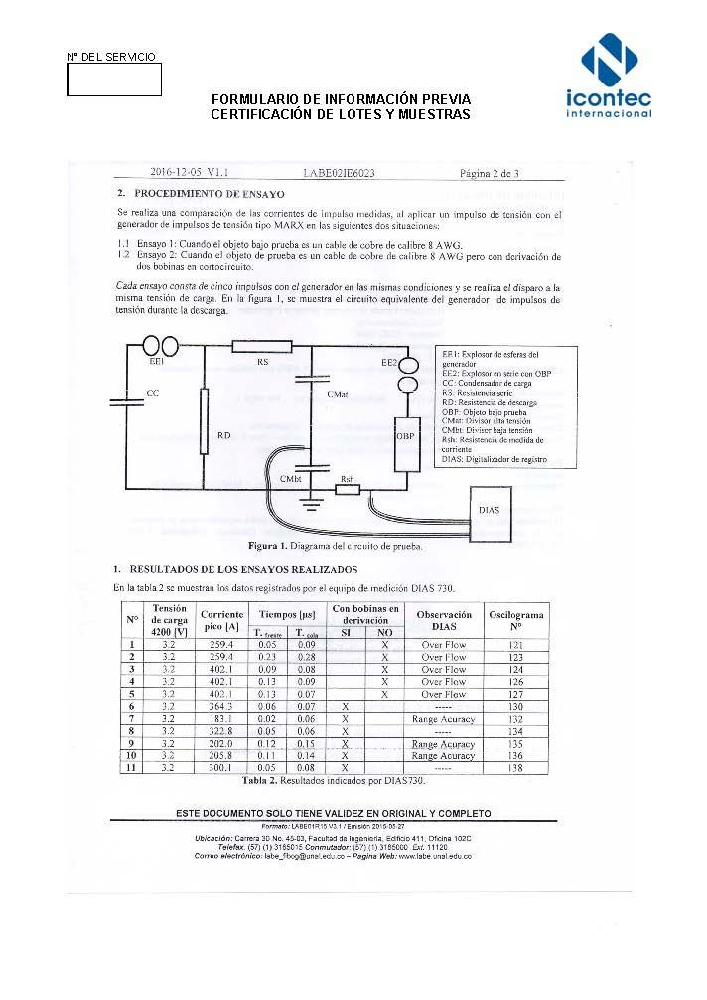 N° DEL SERVICIO
FORMULARIO DE INFORMACIÓN PREVIA
CERTIFICACIÓN DE LOTES Y MUESTRAS
icontec
internacional
2016-12-05 V1.1 LABE02IE6023 Página 2 de 3
2. PROCEDIMIENTO DE ENSAYO
Se realiza una comparación de las corrientes de impulso medidas, al aplicar un impulso de tensión con el
generador de impulsos de tensión tipo MARX en las siguientes dos situaciones:
1.1 Ensayo 1: Cuando el objeto bajo prueba es un cable de cobre de calibre 8 AWG.
1.2 Ensayo 2: Cuando el objeto de prueba es un cable de cobre de calibre 8 AWG pero con derivación de
dos bobinas en cortocircuito.
Cada ensayo consta de cinco impulsos con el generador en las mismas condiciones y se realiza el disparo a la
misma tensión de carga. En la figura 1, se muestra el circuito equivalente del generador de impulsos de
tensión durante la descarga.
EE1
RS
EE2
CC
CMat
RD
OBP
CMbt
Rsh
DIAS
EE1: Explosor de esferas del
generador
EE2: Explosor en serie con OBP
CC: Condensador de carga
RS: Resistencia serie
RD: Resistencia de descarga
OBP: Objeto bajo prueba
CMat: Divisor alta tensión
CMbt: Divisor baja tensión
Rsh: Resistencia de medida de
corriente
DIAS: Digitalizador de registro
Figura 1. Diagrama del circuito de prueba.
1. RESULTADOS DE LOS ENSAYOS REALIZADOS
En la tabla 2 se muestran los datos registrados por el equipo de medición DIAS 730.
N° Tensión de carga 4200 [V] Corriente pico [A] Tiempos [µs] Con bobinas en derivación Observación DIAS Oscilograma N°
T. frente T. cola SI NO
1 3.2 259.4 0.05 0.09 X Over Flow 121
2 3.2 259.4 0.23 0.28 X Over Flow 123
3 3.2 402.1 0.09 0.08 X Over Flow 124
4 3.2 402.1 0.13 0.09 X Over Flow 126
5 3.2 402.1 0.13 0.07 X Over Flow 127
6 3.2 364.3 0.06 0.07 X ----- 130
7 3.2 183.1 0.02 0.06 X Range Acuracy 132
8 3.2 322.8 0.05 0.06 X ----- 134
9 3.2 202.0 0.12 0.15 X Range Acuracy 135
10 3.2 205.8 0.11 0.14 X Range Acuracy 136
11 3.2 300.1 0.05 0.08 X ----- 138
Tabla 2. Resultados indicados por DIAS730.
ESTE DOCUMENTO SOLO TIENE VALIDEZ EN ORIGINAL Y COMPLETO
Formato: LABE01R15 V3.1 / Emisión 2015-05-27
Ubicación: Carrera 30 No. 45-03, Facultad de Ingeniería, Edificio 411, Oficina 102C
Telefax. (57) (1) 3165015 Conmutador: (57) (1) 3165000 Ext. 11120
Correo electrónico: labe_fibog@unal.edu.co – Pagina Web: www.labe.unal.edu.co